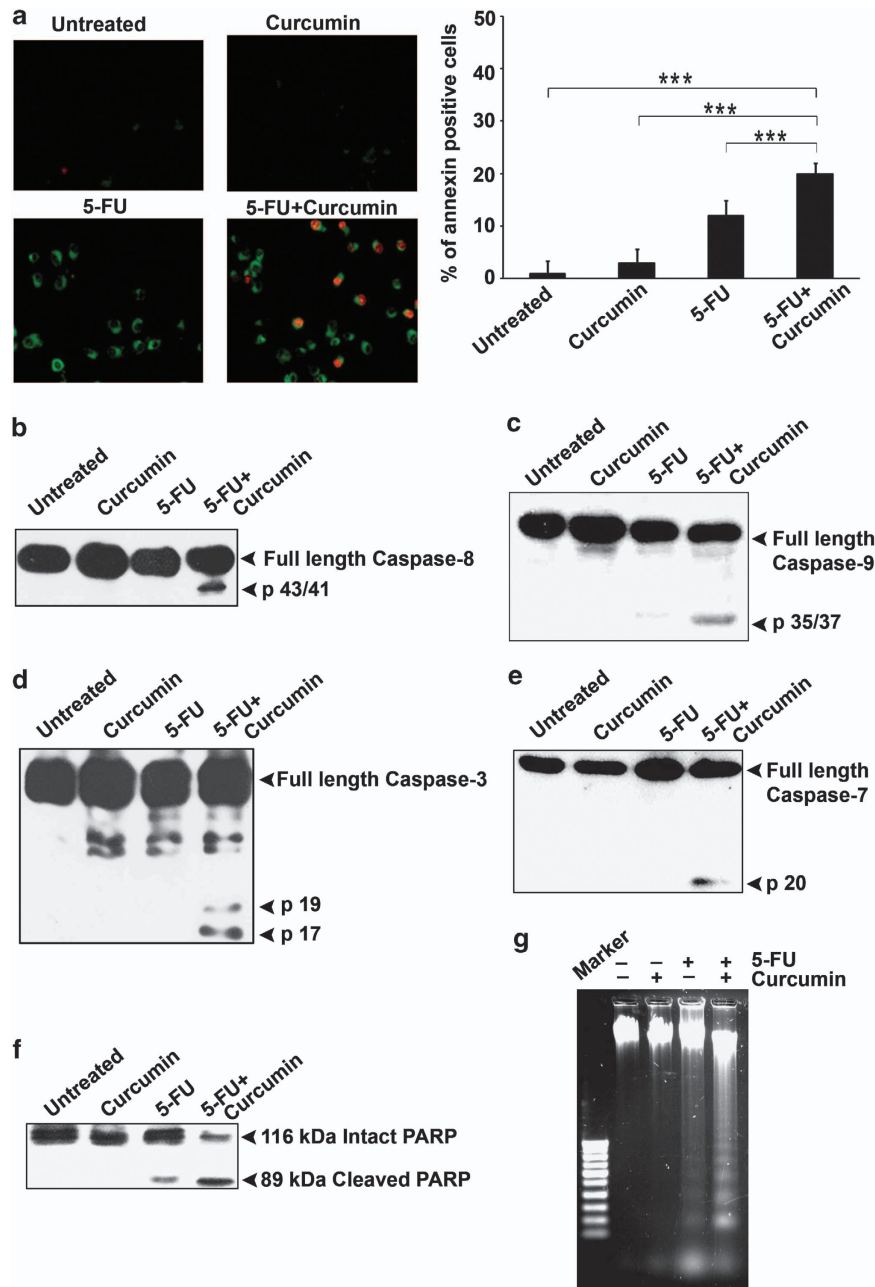 a
Untreated
Curcumin
5-FU
5-FU+Curcumin
% of annexin positive cells
50
40
50
20
10
0
***
***
***
Untreated
Curcumin
5-FU
5-FU+
Curcumin
b
Untreated
Curcumin
5-FU
5-FU+
Curcumin
Full length Caspase-8
p 43/41
c
Untreated
Curcumin
5-FU
5-FU+
Curcumin
Full length
Caspase-9
p 35/37
d
Untreated
Curcumin
5-FU
5-FU+
Curcumin
Full length Caspase-3
p 19
p 17
e
Untreated
Curcumin
5-FU
5-FU+
Curcumin
Full length
Caspase-7
p 20
f
Untreated
Curcumin
5-FU
5-FU+
Curcumin
116 kDa Intact PARP
89 kDa Cleaved PARP
g
Marker
– – + + 5-FU
– + – + Curcumin